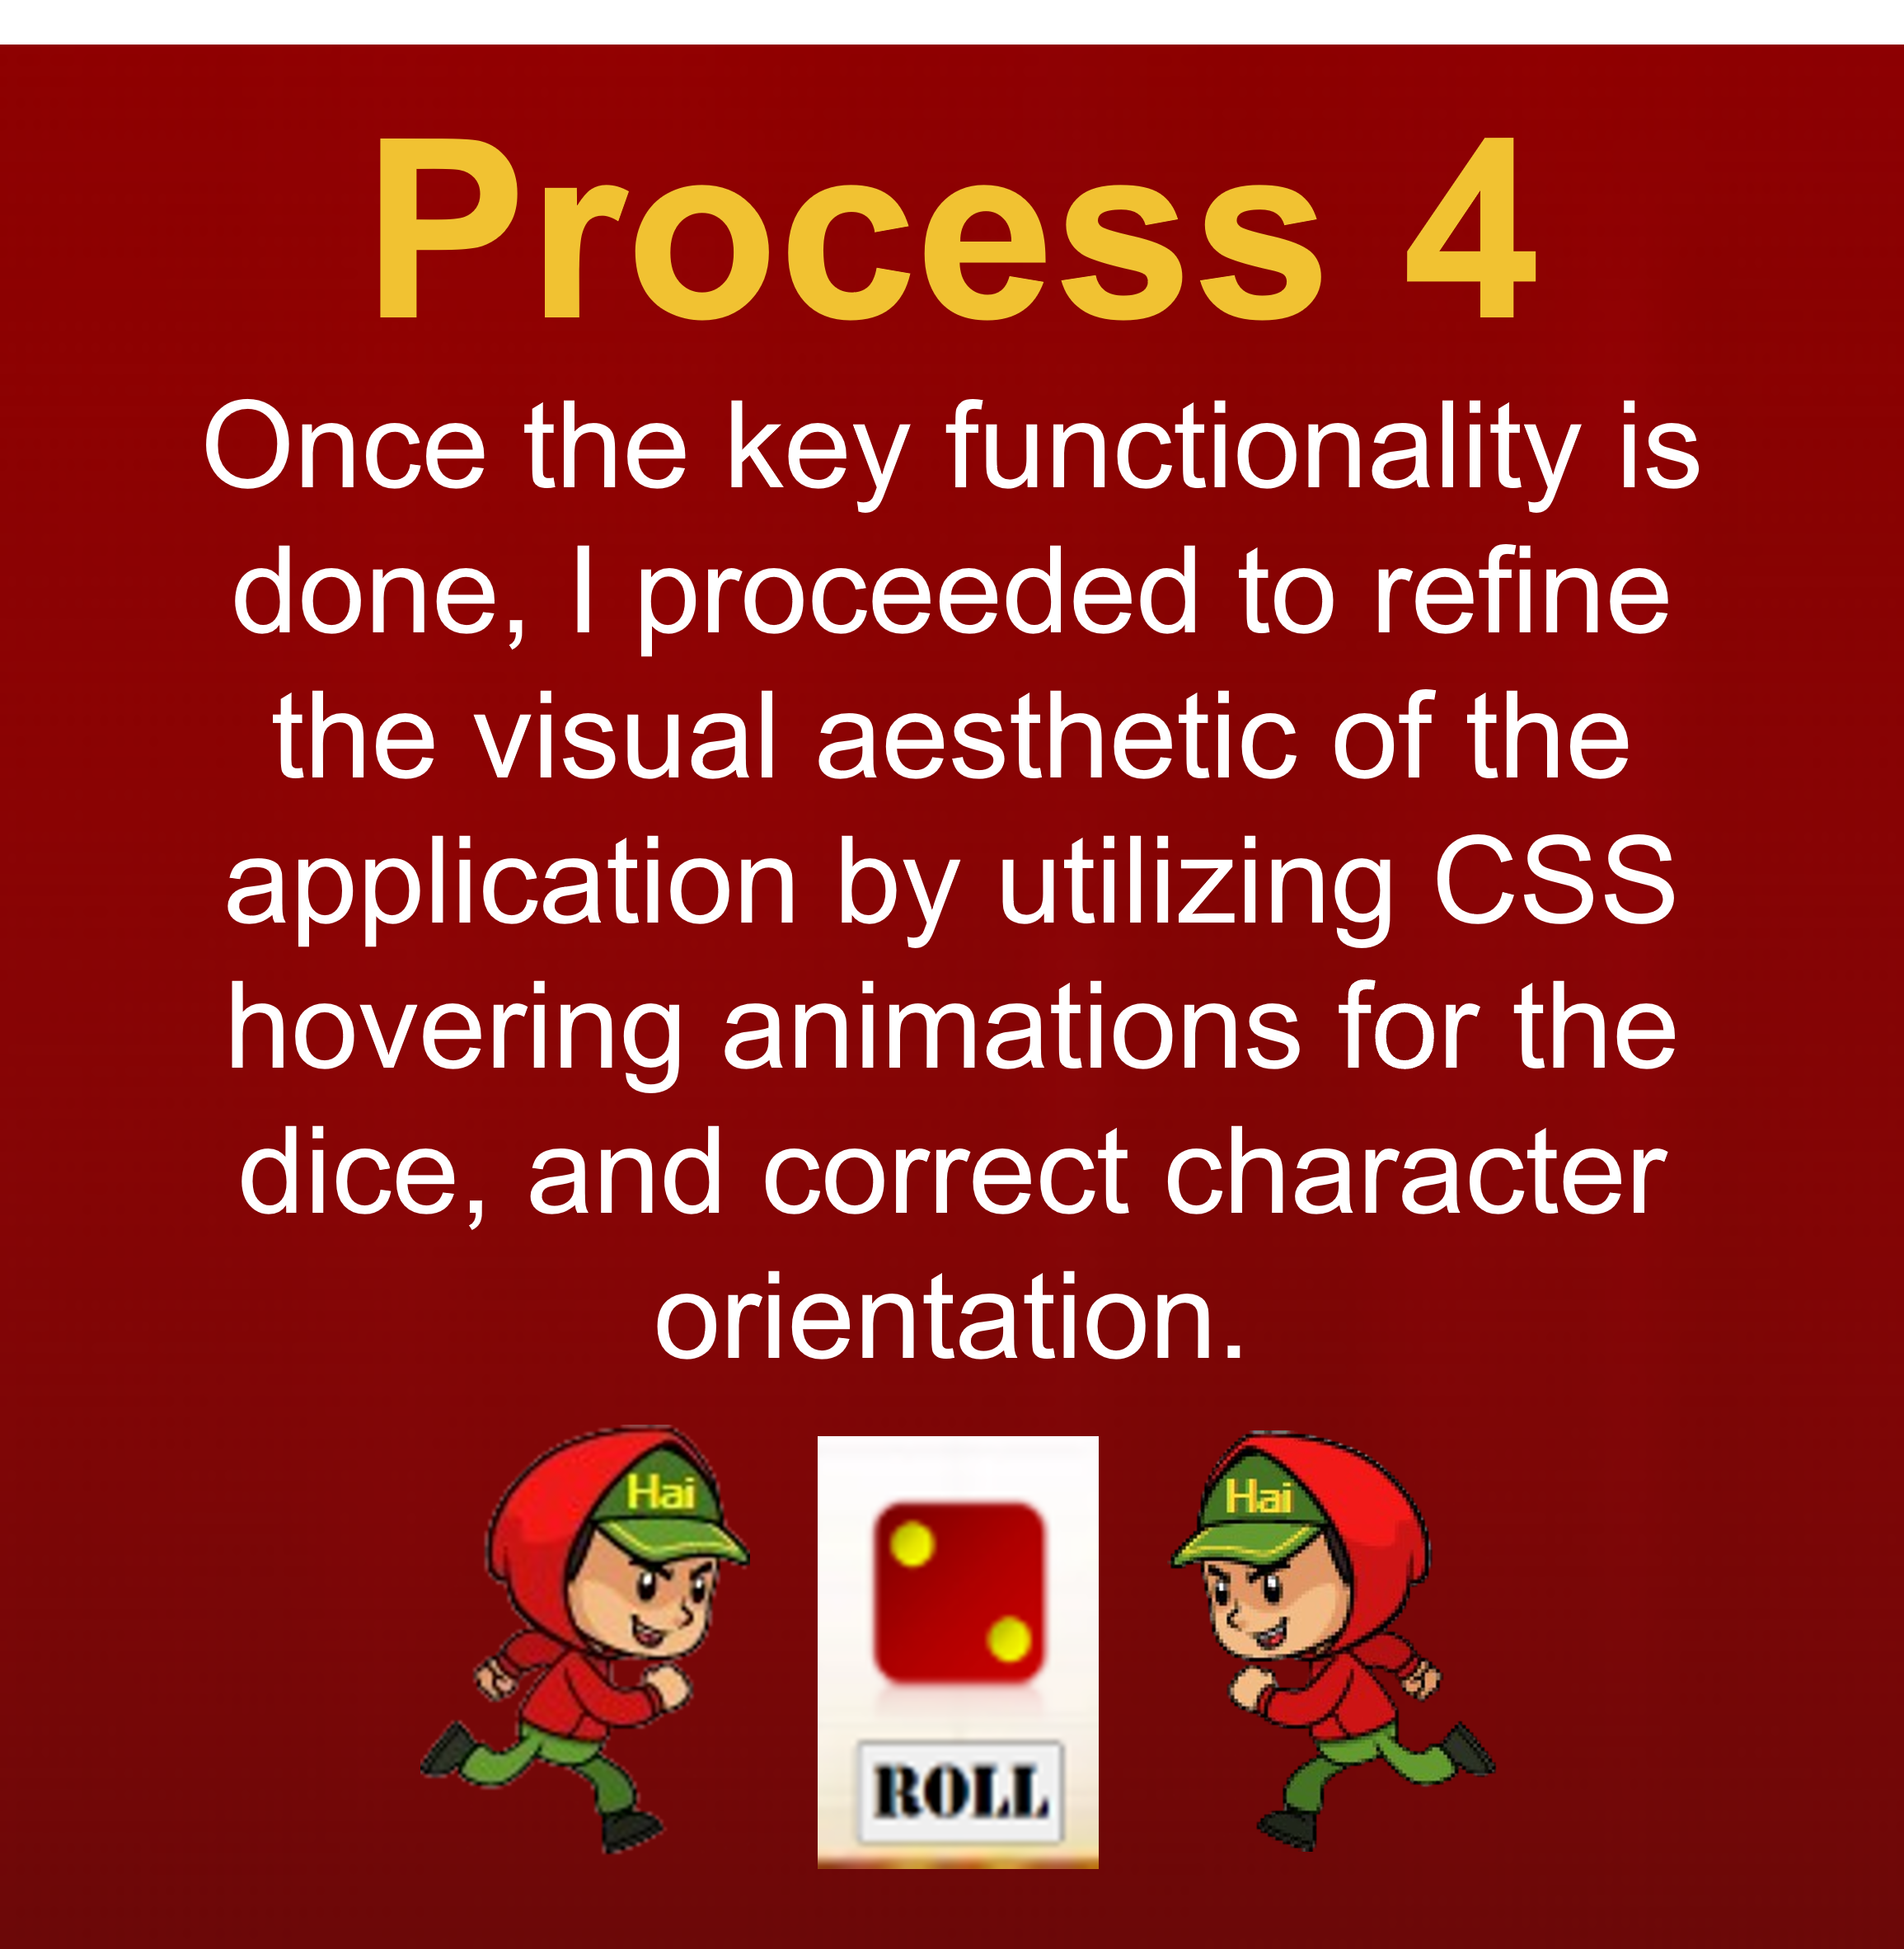 Process 4
Once the key functionality is
done, I proceeded to refine
the visual aesthetic of the
application by utilizing CSS
hovering animations for the
dice, and correct character
orientation.
Hai
Hai
ROLL